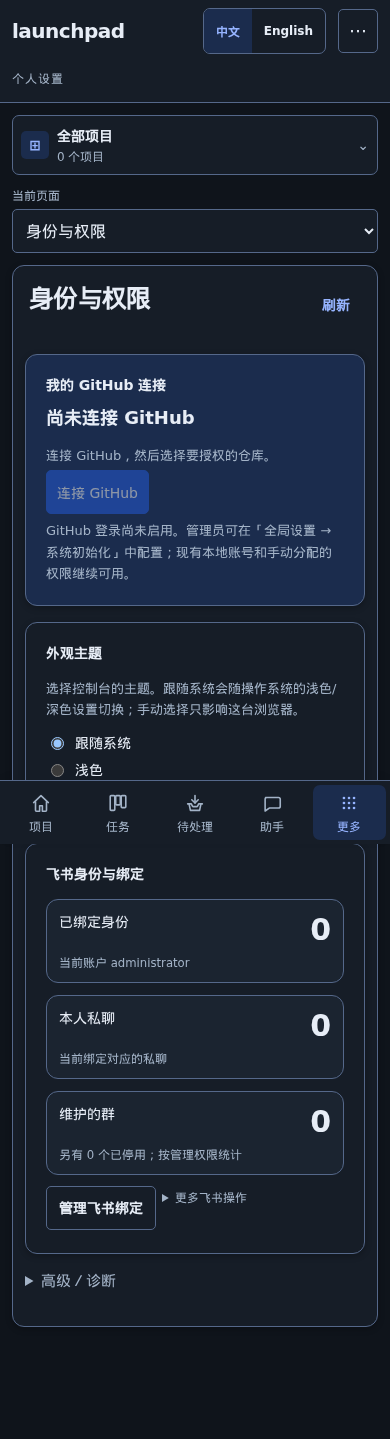 launchpad
中文
English
...
个人设置
全部项目
0 个项目
当前页面
身份与权限
身份与权限
刷新
我的 GitHub 连接
尚未连接 GitHub
连接 GitHub，然后选择要授权的仓库。
连接 GitHub
GitHub 登录尚未启用。管理员可在「全局设置 →
系统初始化」中配置；现有本地账号和手动分配的
权限继续可用。
外观主题
选择控制台的主题。跟随系统会随操作系统的浅色/
深色设置切换；手动选择只影响这台浏览器。
跟随系统
浅色
项目
任务
待处理
助手
更多
飞书身份与绑定
已绑定身份
0
当前账户 administrator
本人私聊
0
当前绑定对应的私聊
维护的群
0
另有 0 个已停用；按管理权限统计
管理飞书绑定
更多飞书操作
高级 / 诊断